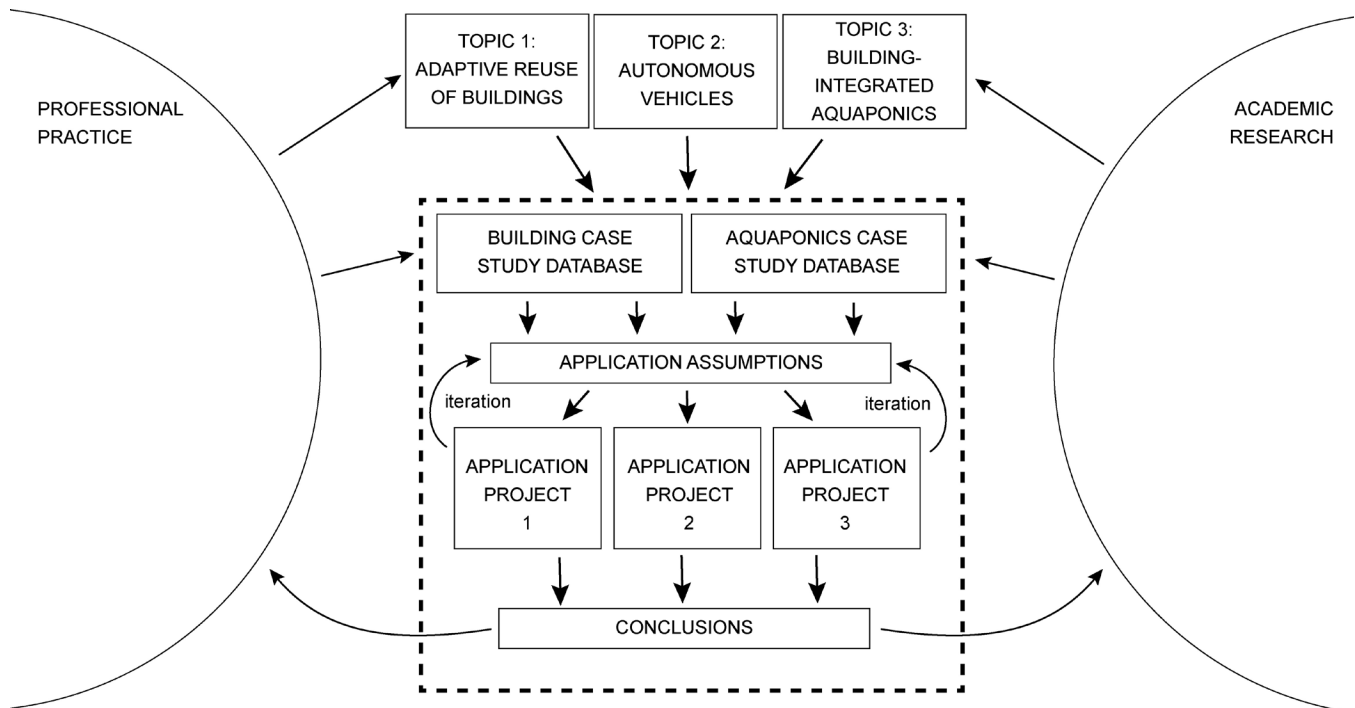 PROFESSIONAL
PRACTICE
TOPIC 1:
ADAPTIVE REUSE
OF BUILDINGS
TOPIC 2:
AUTONOMOUS
VEHICLES
TOPIC 3:
BUILDING-
INTEGRATED
AQUAPONICS
ACADEMIC
RESEARCH
BUILDING CASE
STUDY DATABASE
AQUAPONICS CASE
STUDY DATABASE
APPLICATION ASSUMPTIONS
iteration
iteration
APPLICATION
PROJECT
1
APPLICATION
PROJECT
2
APPLICATION
PROJECT
3
CONCLUSIONS